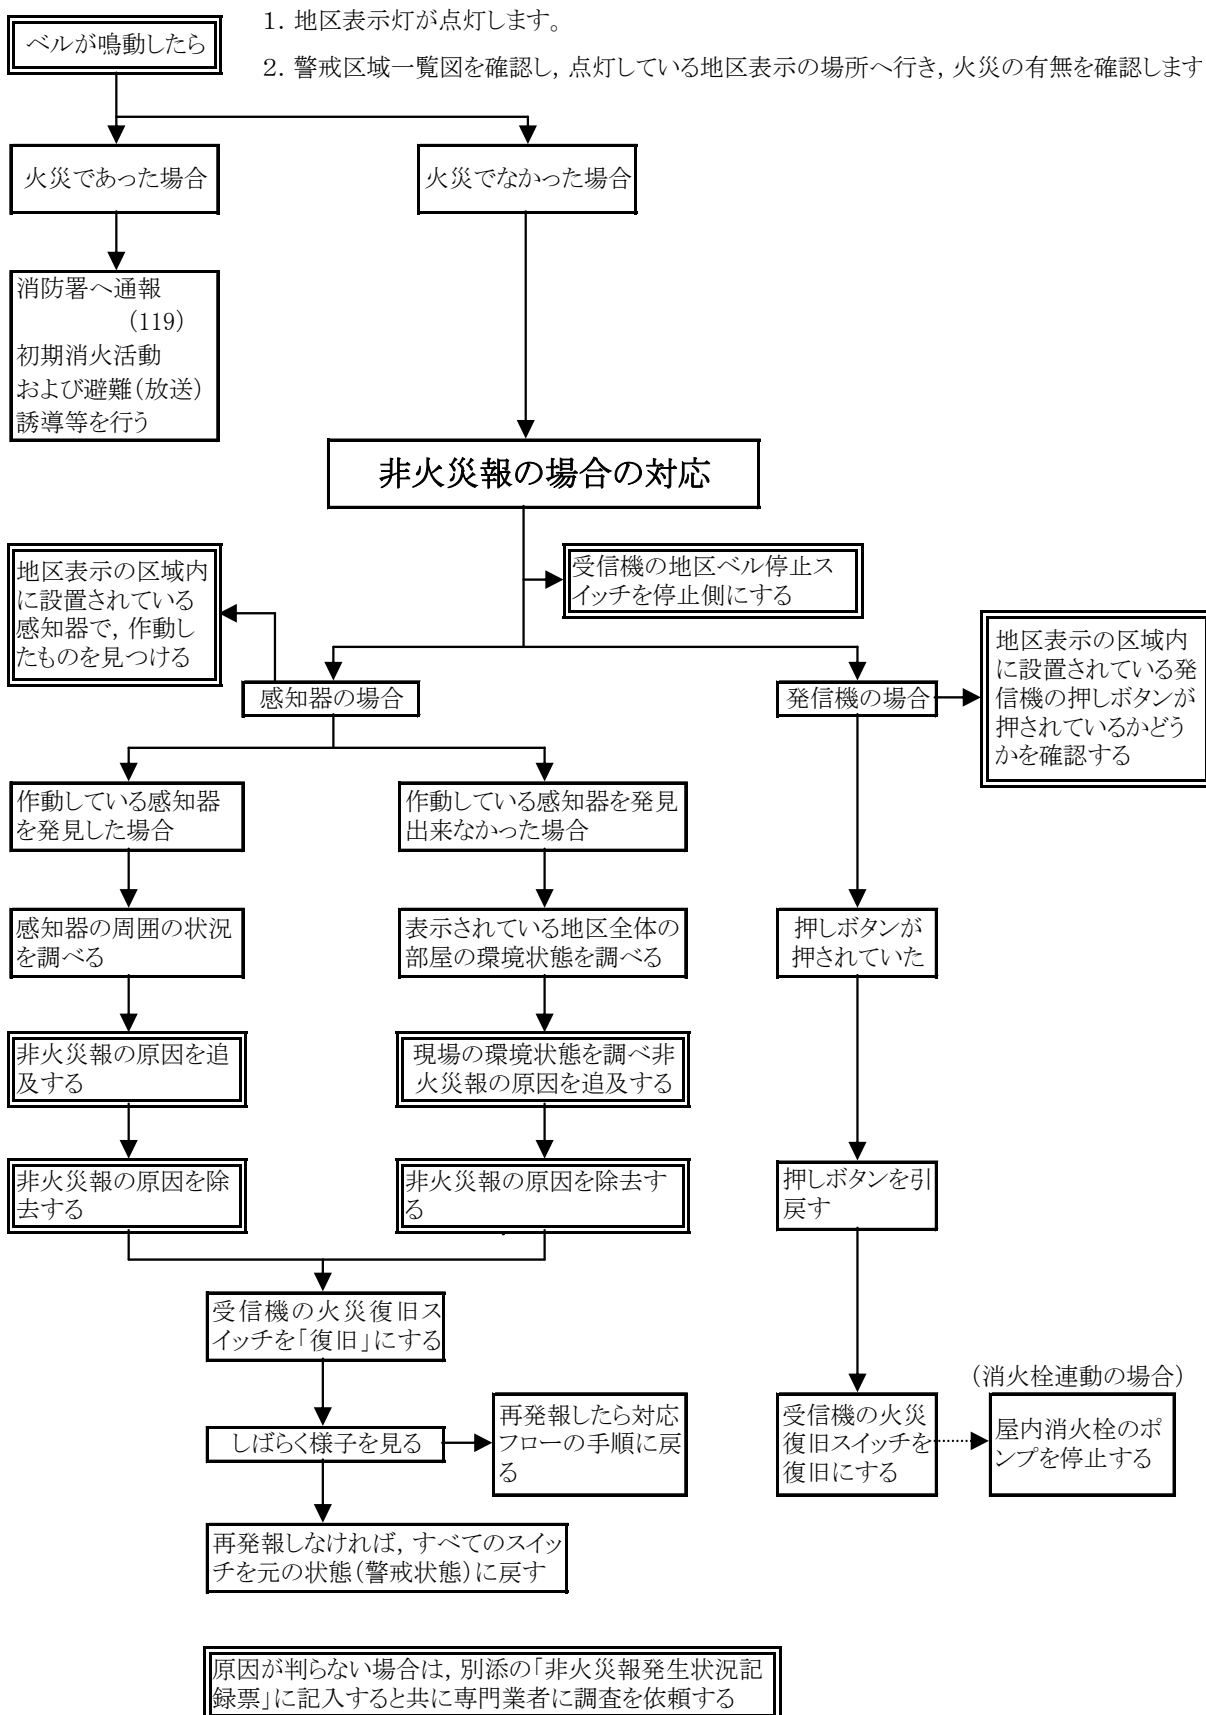 ベルが鳴動したら
1. 地区表示灯が点灯します。
2. 警戒区域一覧図を確認し, 点灯している地区表示の場所へ行き, 火災の有無を確認します
火災であった場合
火災でなかった場合
消防署へ通報
(119)
初期消火活動
および避難(放送)
誘導等を行う
非火災報の場合の対応
受信機の地区ベル停止ス
イッチを停止側にする
地区表示の区域内
に設置されている
感知器で, 作動し
たものを見つける
地区表示の区域内
に設置されている発
信機の押しボタンが
押されているかどう
かを確認する
感知器の場合
発信機の場合
作動している感知器
を発見した場合
作動している感知器を発見
出来なかった場合
感知器の周囲の状況
を調べる
表示されている地区全体の
部屋の環境状態を調べる
押しボタンが
押されていた
非火災報の原因を追
及する
現場の環境状態を調べ非
火災報の原因を追及する
非火災報の原因を除
去する
非火災報の原因を除去す
る
押しボタンを引
戻す
受信機の火災復旧ス
イッチを「復旧」にする
しばらく様子を見る
再発報したら対応
フローの手順に戻
る
受信機の火災
復旧スイッチを
復旧にする
(消火栓連動の場合)
屋内消火栓のポ
ンプを停止する
再発報しなければ, すべてのスイッ
チを元の状態(警戒状態)に戻す
原因が判らない場合は, 別添の「非火災報発生状況記
録票」に記入すると共に専門業者に調査を依頼する